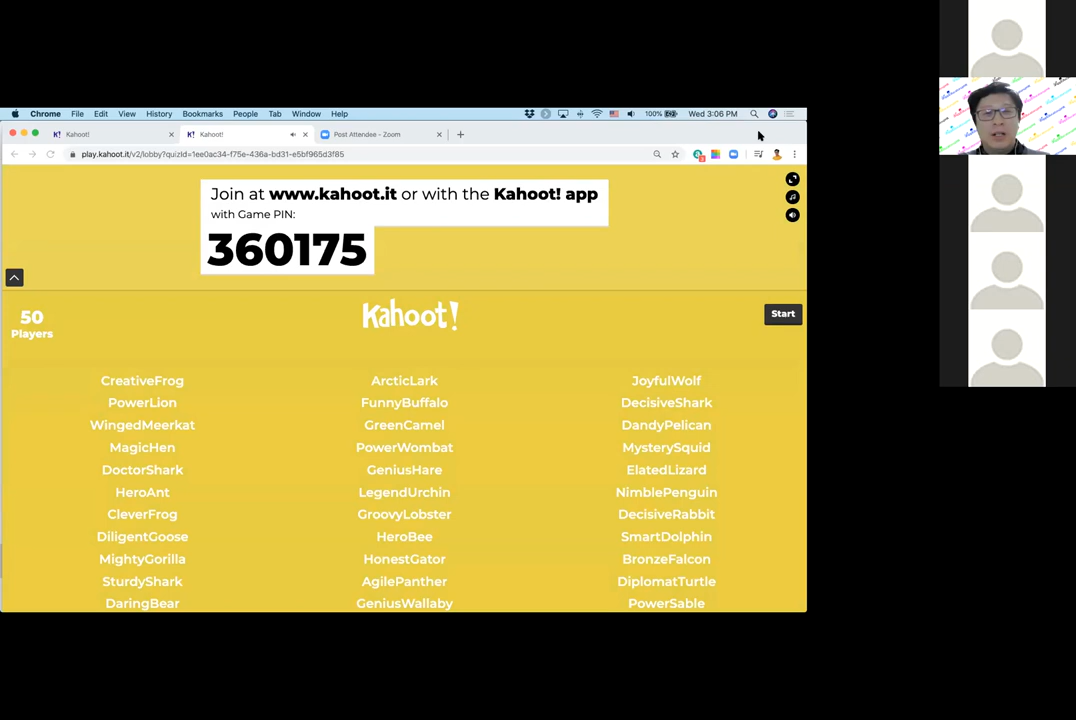 Chrome File Edit View History Bookmarks People Tab Window Help 100% Wed 3:06 PM
Kahoot! Kahoot! Post Attendee - Zoom
play.kahoot.it/v2/lobby?quizId=1ee0ac34-f75e-436a-bd31-e5bf965d3f85
Join at www.kahoot.it or with the Kahoot! app
with Game PIN:
360175
50
Players
Kahoot!
Start
CreativeFrog ArcticLark JoyfulWolf
PowerLion FunnyBuffalo DecisiveShark
WingedMeerkat GreenCamel DandyPelican
MagicHen PowerWombat MysterySquid
DoctorShark GeniusHare ElatedLizard
HeroAnt LegendUrchin NimblePenguin
CleverFrog GroovyLobster DecisiveRabbit
DiligentGoose HeroBee SmartDolphin
MightyGorilla HonestGator BronzeFalcon
SturdyShark AgilePanther DiplomatTurtle
DaringBear GeniusWallaby PowerSable